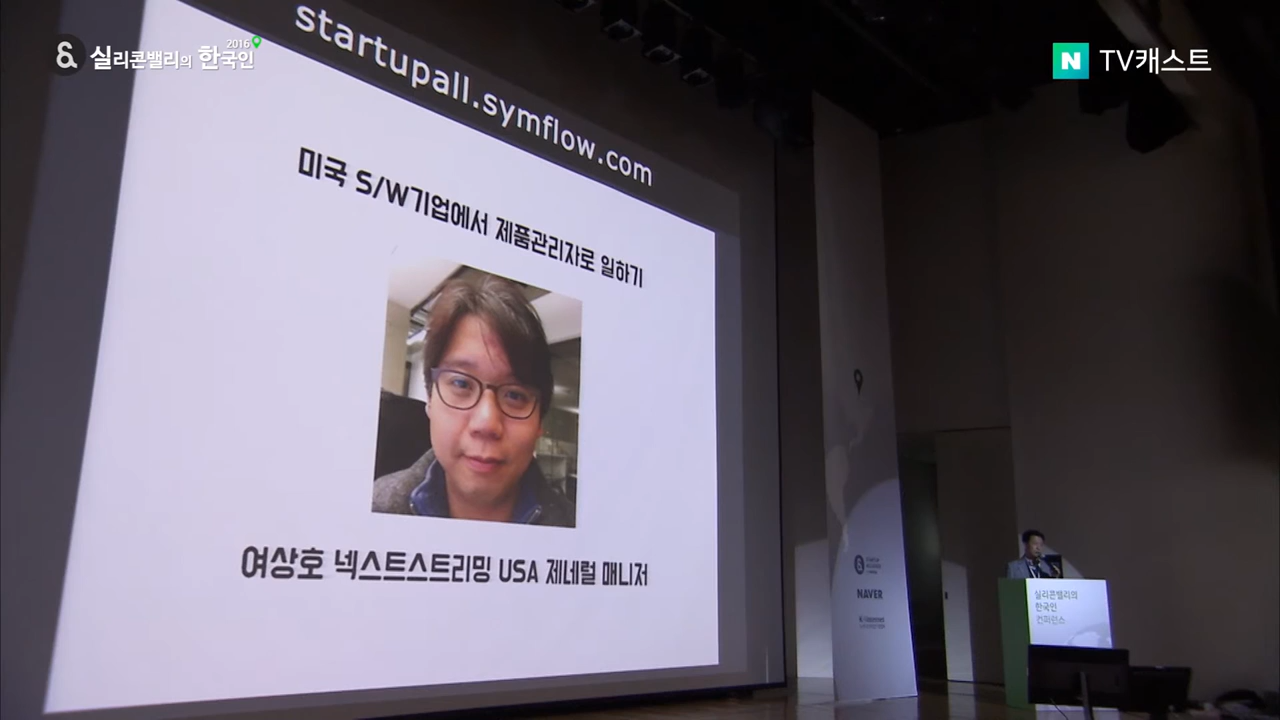 2016
실리콘밸리의 한국인
N TV캐스트
startupall.symflow.com
미국 S/W기업에서 제품관리자로 일하기
여상호 넥스트스트리밍 USA 제네럴 매니저
NAVER
실리콘밸리의
한국인
컨퍼런스